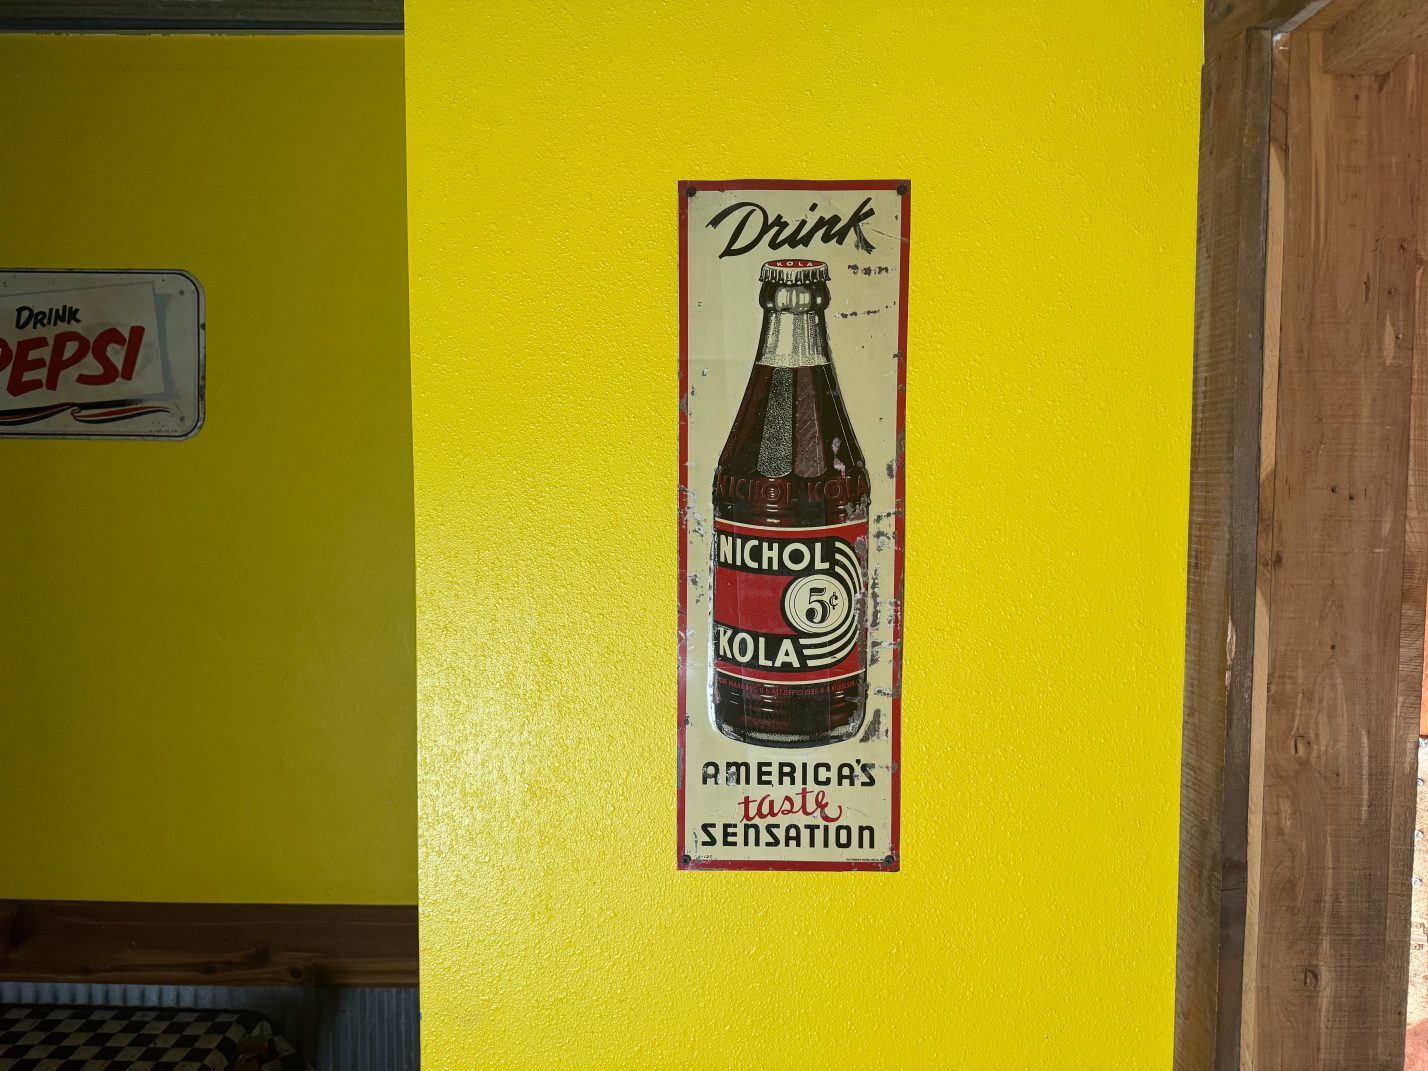 DRINK
PEPSI
Drink
KOLA
NICHOL KOLA
NICHOL
5¢
KOLA
AMERICA'S
taste
SENSATION